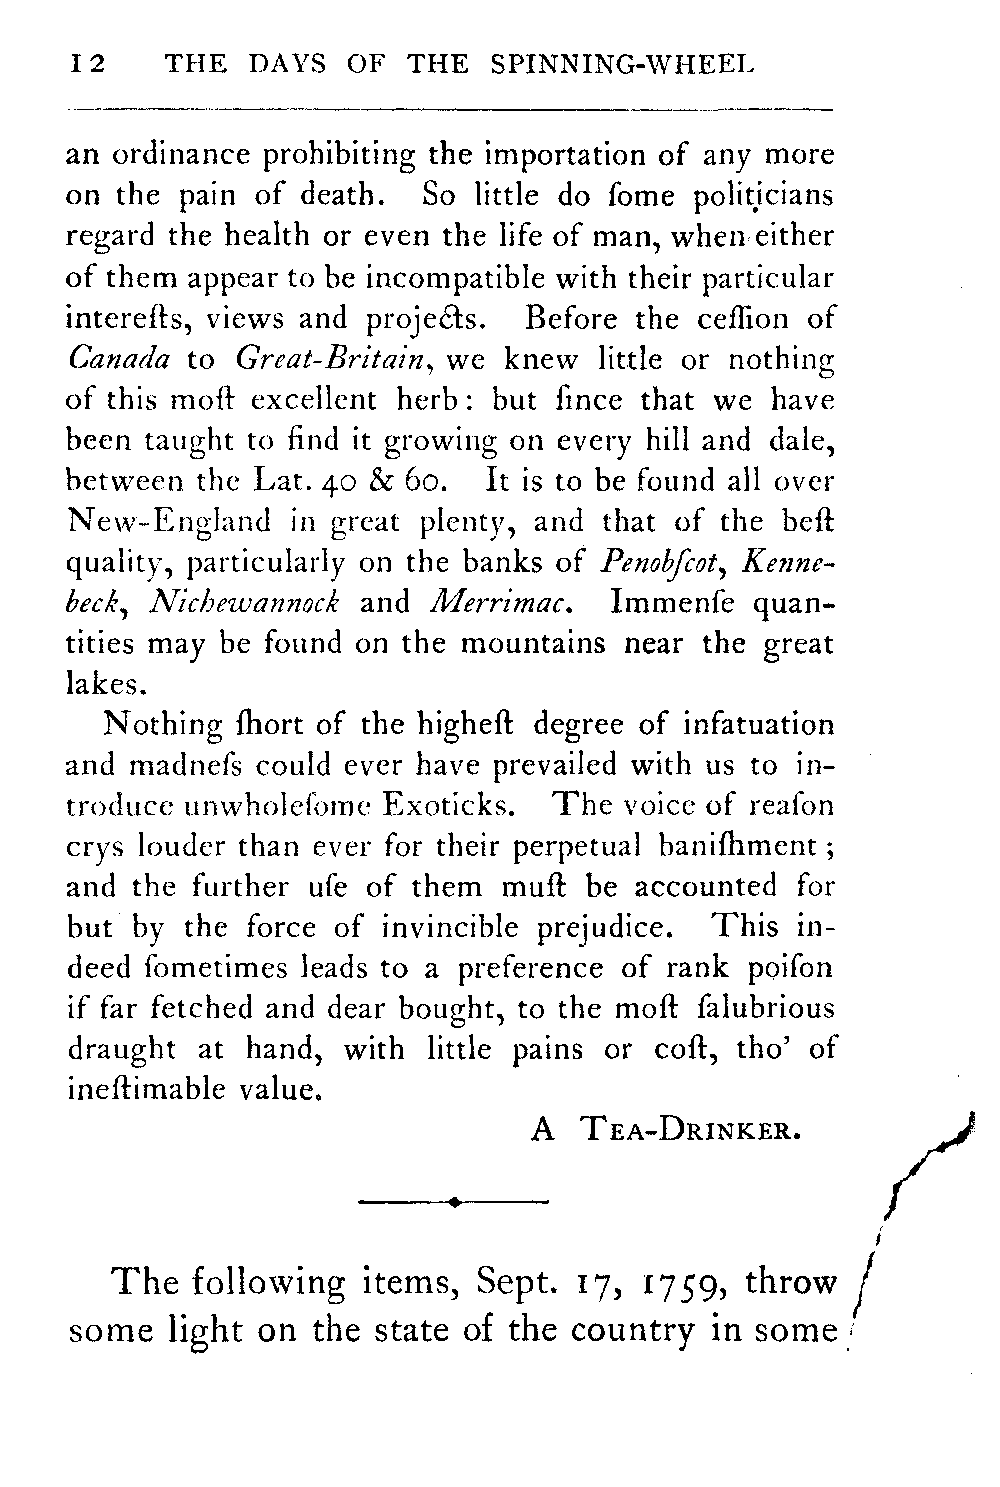 12 THE DAYS OF THE SPINNING-WHEEL
an ordinance prohibiting the importation of any more
on the pain of death. So little do ſome politicians
regard the health or even the life of man, when either
of them appear to be incompatible with their particular
intereſts, views and projects. Before the ceſſion of
Canada to Great-Britain, we knew little or nothing
of this moſt excellent herb: but ſince that we have
been taught to find it growing on every hill and dale,
between the Lat. 40 & 60. It is to be found all over
New-England in great plenty, and that of the beſt
quality, particularly on the banks of Penobſcot, Kenne-
beck, Nichewannock and Merrimac. Immenſe quan-
tities may be found on the mountains near the great
lakes.
Nothing ſhort of the higheſt degree of infatuation
and madneſs could ever have prevailed with us to in-
troduce unwholeſome Exoticks. The voice of reaſon
crys louder than ever for their perpetual baniſhment;
and the further uſe of them muſt be accounted for
but by the force of invincible prejudice. This in-
deed ſometimes leads to a preference of rank poiſon
if far fetched and dear bought, to the moſt ſalubrious
draught at hand, with little pains or coſt, tho' of
ineſtimable value.
A TEA-DRINKER.
The following items, Sept. 17, 1759, throw
some light on the state of the country in some